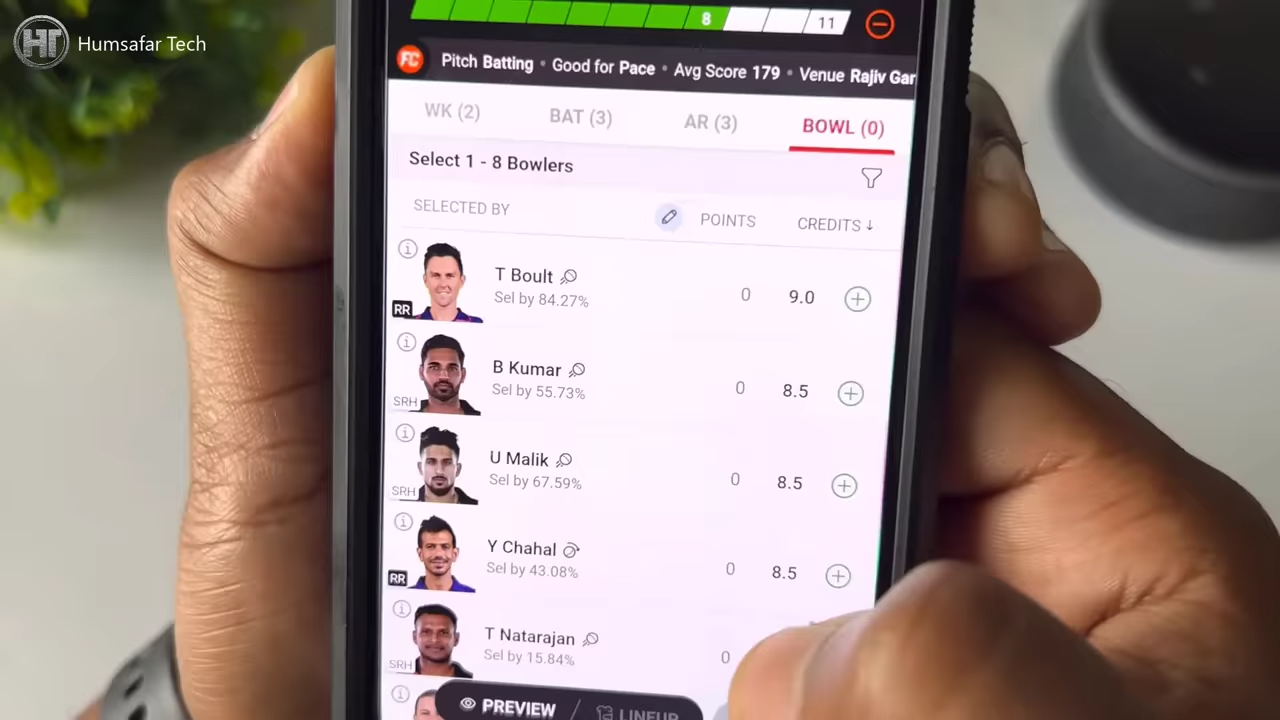 HT Humsafar Tech
8 11
FC Pitch Batting • Good for Pace • Avg Score 179 • Venue Rajiv Gar
WK (2) BAT (3) AR (3) BOWL (0)
Select 1 - 8 Bowlers
SELECTED BY POINTS CREDITS ↓
T Boult
Sel by 84.27%
0 9.0
RR
B Kumar
Sel by 55.73%
0 8.5
SRH
U Malik
Sel by 67.59%
0 8.5
SRH
Y Chahal
Sel by 43.08%
0 8.5
RR
T Natarajan
Sel by 15.84%
0
SRH
PREVIEW / LINEUP